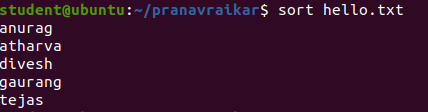 student@ubuntu:~/pranavraikar$ sort hello.txt
anurag
atharva
divesh
gaurang
tejas